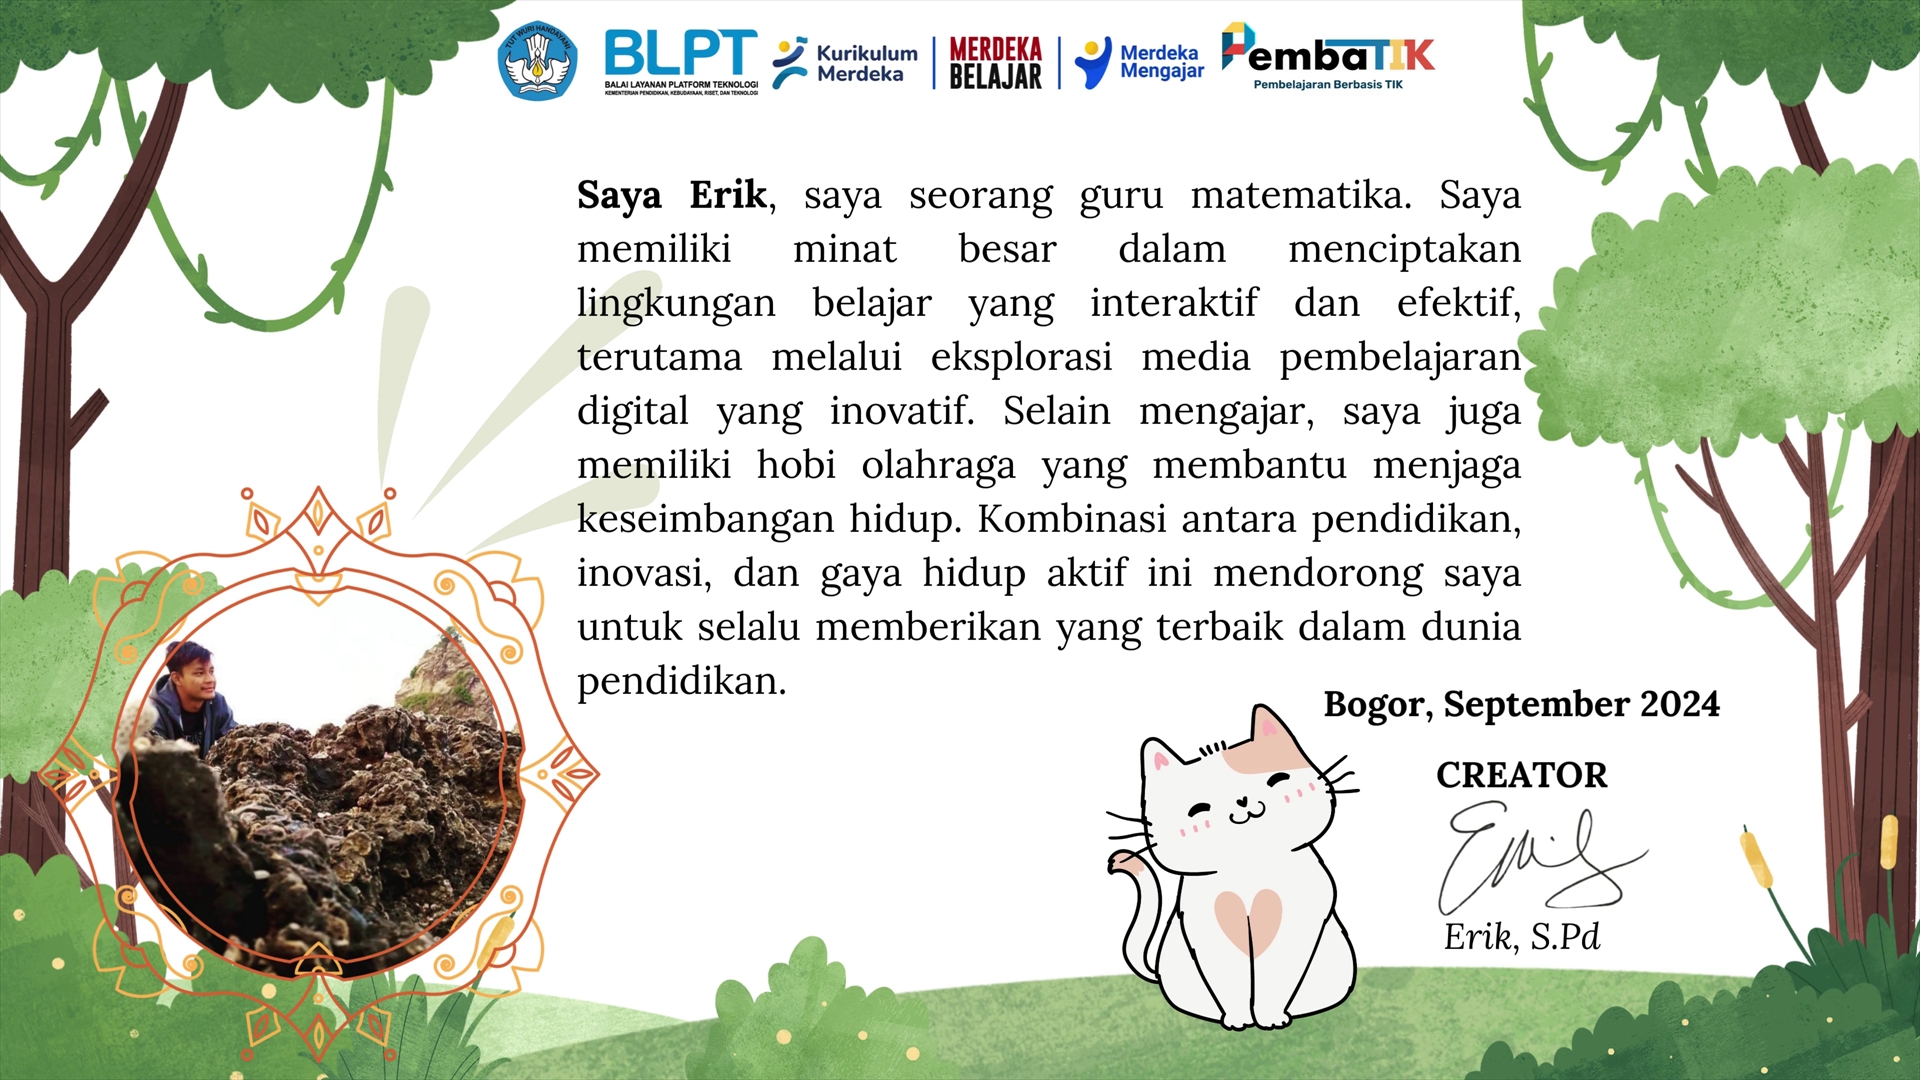 TUT WURI HANDAYANI
BLPT
BALAI LAYANAN PLATFORM TEKNOLOGI
KEMENTERIAN PENDIDIKAN, KEBUDAYAAN, RISET, DAN TEKNOLOGI
Kurikulum
Merdeka
MERDEKA
BELAJAR
Merdeka
Mengajar
PembaTIK
Pembelajaran Berbasis TIK
Saya Erik, saya seorang guru matematika. Saya
memiliki minat besar dalam menciptakan
lingkungan belajar yang interaktif dan efektif,
terutama melalui eksplorasi media pembelajaran
digital yang inovatif. Selain mengajar, saya juga
memiliki hobi olahraga yang membantu menjaga
keseimbangan hidup. Kombinasi antara pendidikan,
inovasi, dan gaya hidup aktif ini mendorong saya
untuk selalu memberikan yang terbaik dalam dunia
pendidikan.
Bogor, September 2024
CREATOR
Erik, S.Pd